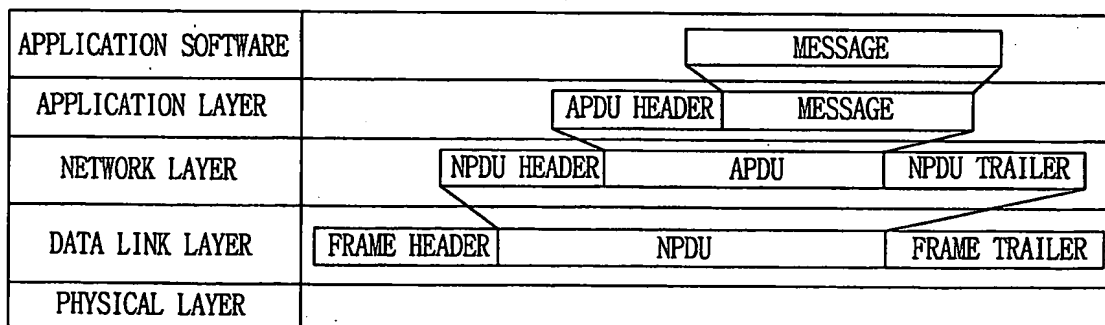 APPLICATION SOFTWARE MESSAGE
APPLICATION LAYER APDU HEADER MESSAGE
NETWORK LAYER NPDU HEADER APDU NPDU TRAILER
DATA LINK LAYER FRAME HEADER NPDU FRAME TRAILER
PHYSICAL LAYER